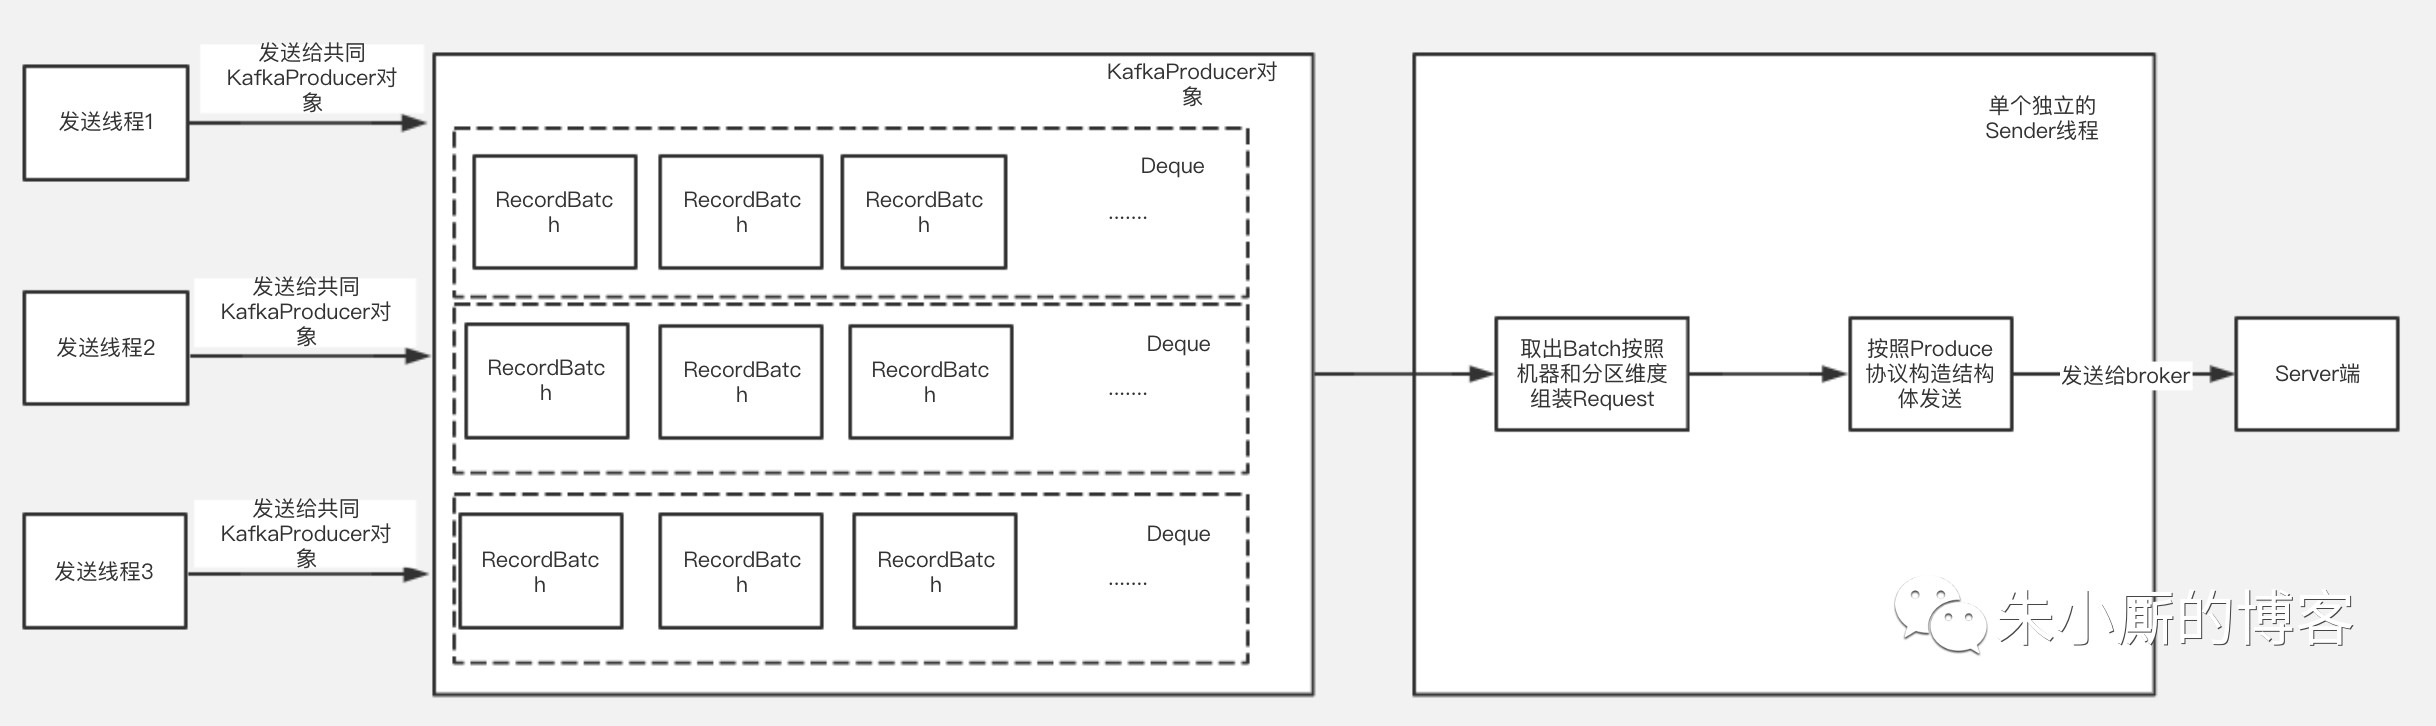 发送给共同
KafkaProducer对
象
发送线程1
发送给共同
KafkaProducer对
象
发送线程2
发送给共同
KafkaProducer对
象
发送线程3
KafkaProducer对
象
Deque
RecordBatc
h
RecordBatc
h
RecordBatc
h
.......
Deque
RecordBatc
h
RecordBatc
h
RecordBatc
h
.......
Deque
RecordBatc
h
RecordBatc
h
RecordBatc
h
.......
单个独立的
Sender线程
取出Batch按照
机器和分区维度
组装Request
按照Produce
协议构造结构
体发送
发送给broker
Server端
朱小厮的博客